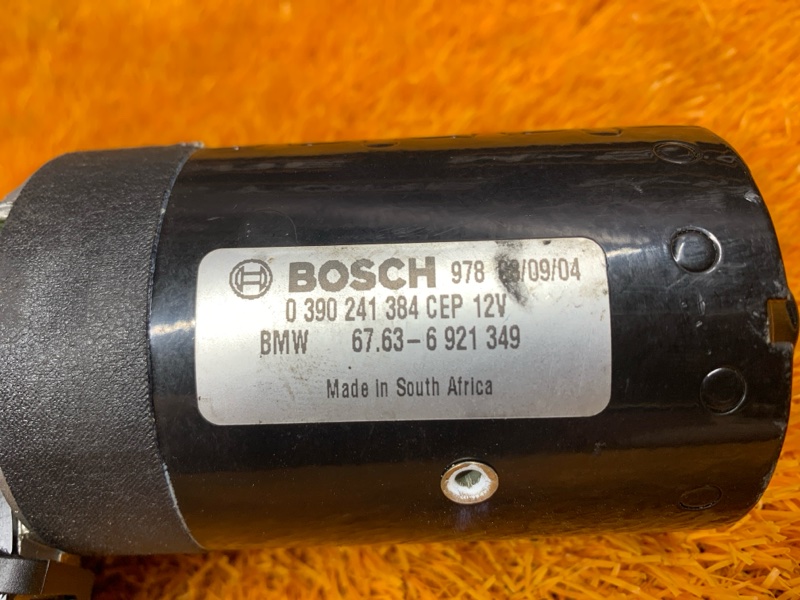 BOSCH 978 /09/04
0 390 241 384 CEP 12V
BMW 67.63-6 921 349
Made in South Africa